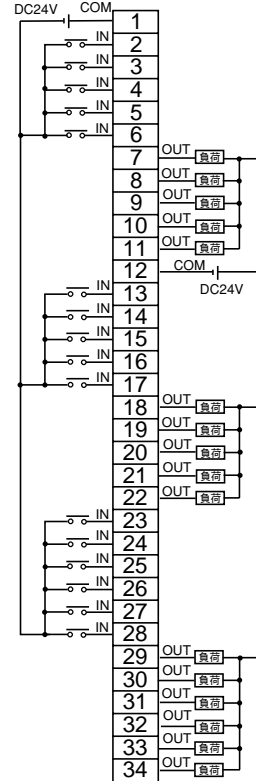 DC24V COM 1
IN 2
IN 3
IN 4
IN 5
IN 6
7 OUT 負荷
8 OUT 負荷
9 OUT 負荷
10 OUT 負荷
11 OUT 負荷
12 COM
DC24V
IN 13
IN 14
IN 15
IN 16
IN 17
18 OUT 負荷
19 OUT 負荷
20 OUT 負荷
21 OUT 負荷
22 OUT 負荷
IN 23
IN 24
IN 25
IN 26
IN 27
IN 28
29 OUT 負荷
30 OUT 負荷
31 OUT 負荷
32 OUT 負荷
33 OUT 負荷
34 OUT 負荷